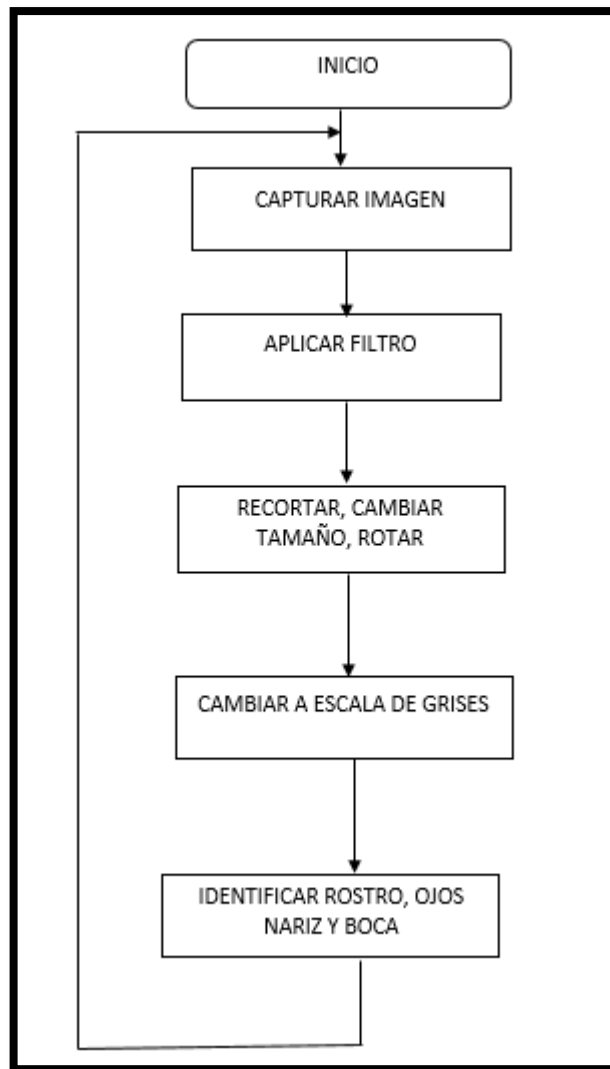 INICIO
CAPTURAR IMAGEN
APLICAR FILTRO
RECORTAR, CAMBIAR
TAMAÑO, ROTAR
CAMBIAR A ESCALA DE GRISES
IDENTIFICAR ROSTRO, OJOS
NARIZ Y BOCA